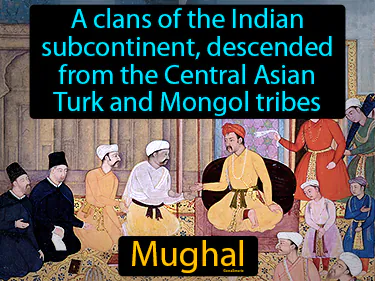 A clans of the Indian
subcontinent, descended
from the Central Asian
Turk and Mongol tribes
Mughal